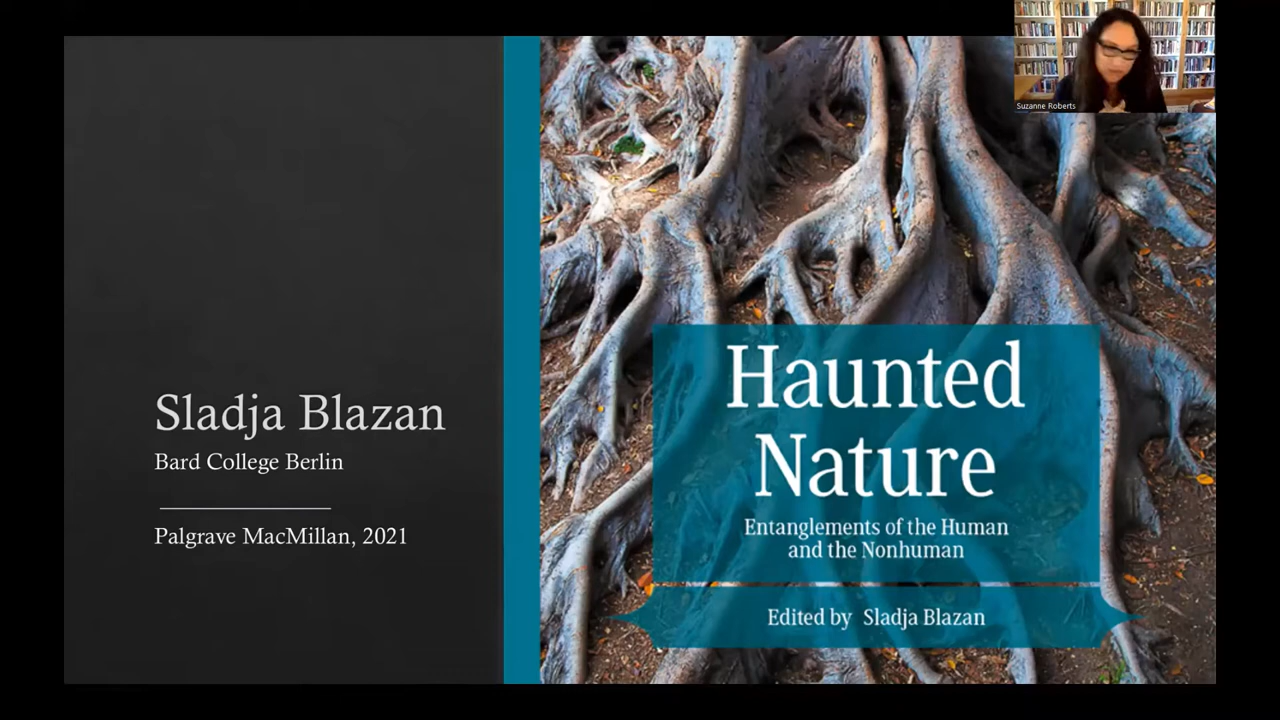 Suzanne Roberts
Sladja Blazan
Bard College Berlin
Palgrave MacMillan, 2021
Haunted
Nature
Entanglements of the Human
and the Nonhuman
Edited by Sladja Blazan